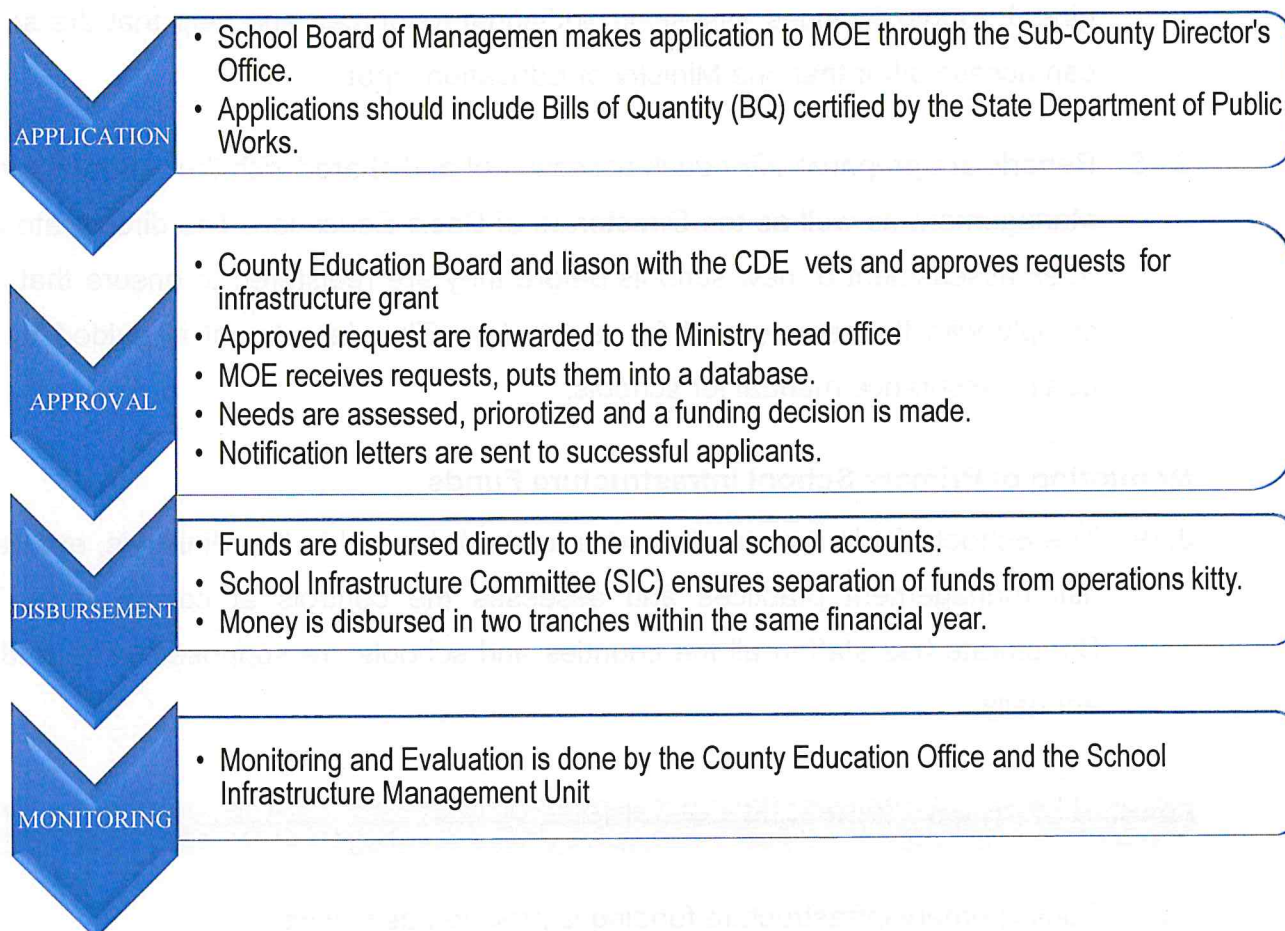 APPLICATION
• School Board of Managemen makes application to MOE through the Sub-County Director's
Office.
• Applications should include Bills of Quantity (BQ) certified by the State Department of Public
Works.
APPROVAL
• County Education Board and liason with the CDE vets and approves requests for
infrastructure grant
• Approved request are forwarded to the Ministry head office
• MOE receives requests, puts them into a database.
• Needs are assessed, priorotized and a funding decision is made.
• Notification letters are sent to successful applicants.
DISBURSEMENT
• Funds are disbursed directly to the individual school accounts.
• School Infrastructure Committee (SIC) ensures separation of funds from operations kitty.
• Money is disbursed in two tranches within the same financial year.
MONITORING
• Monitoring and Evaluation is done by the County Education Office and the School
Infrastructure Management Unit